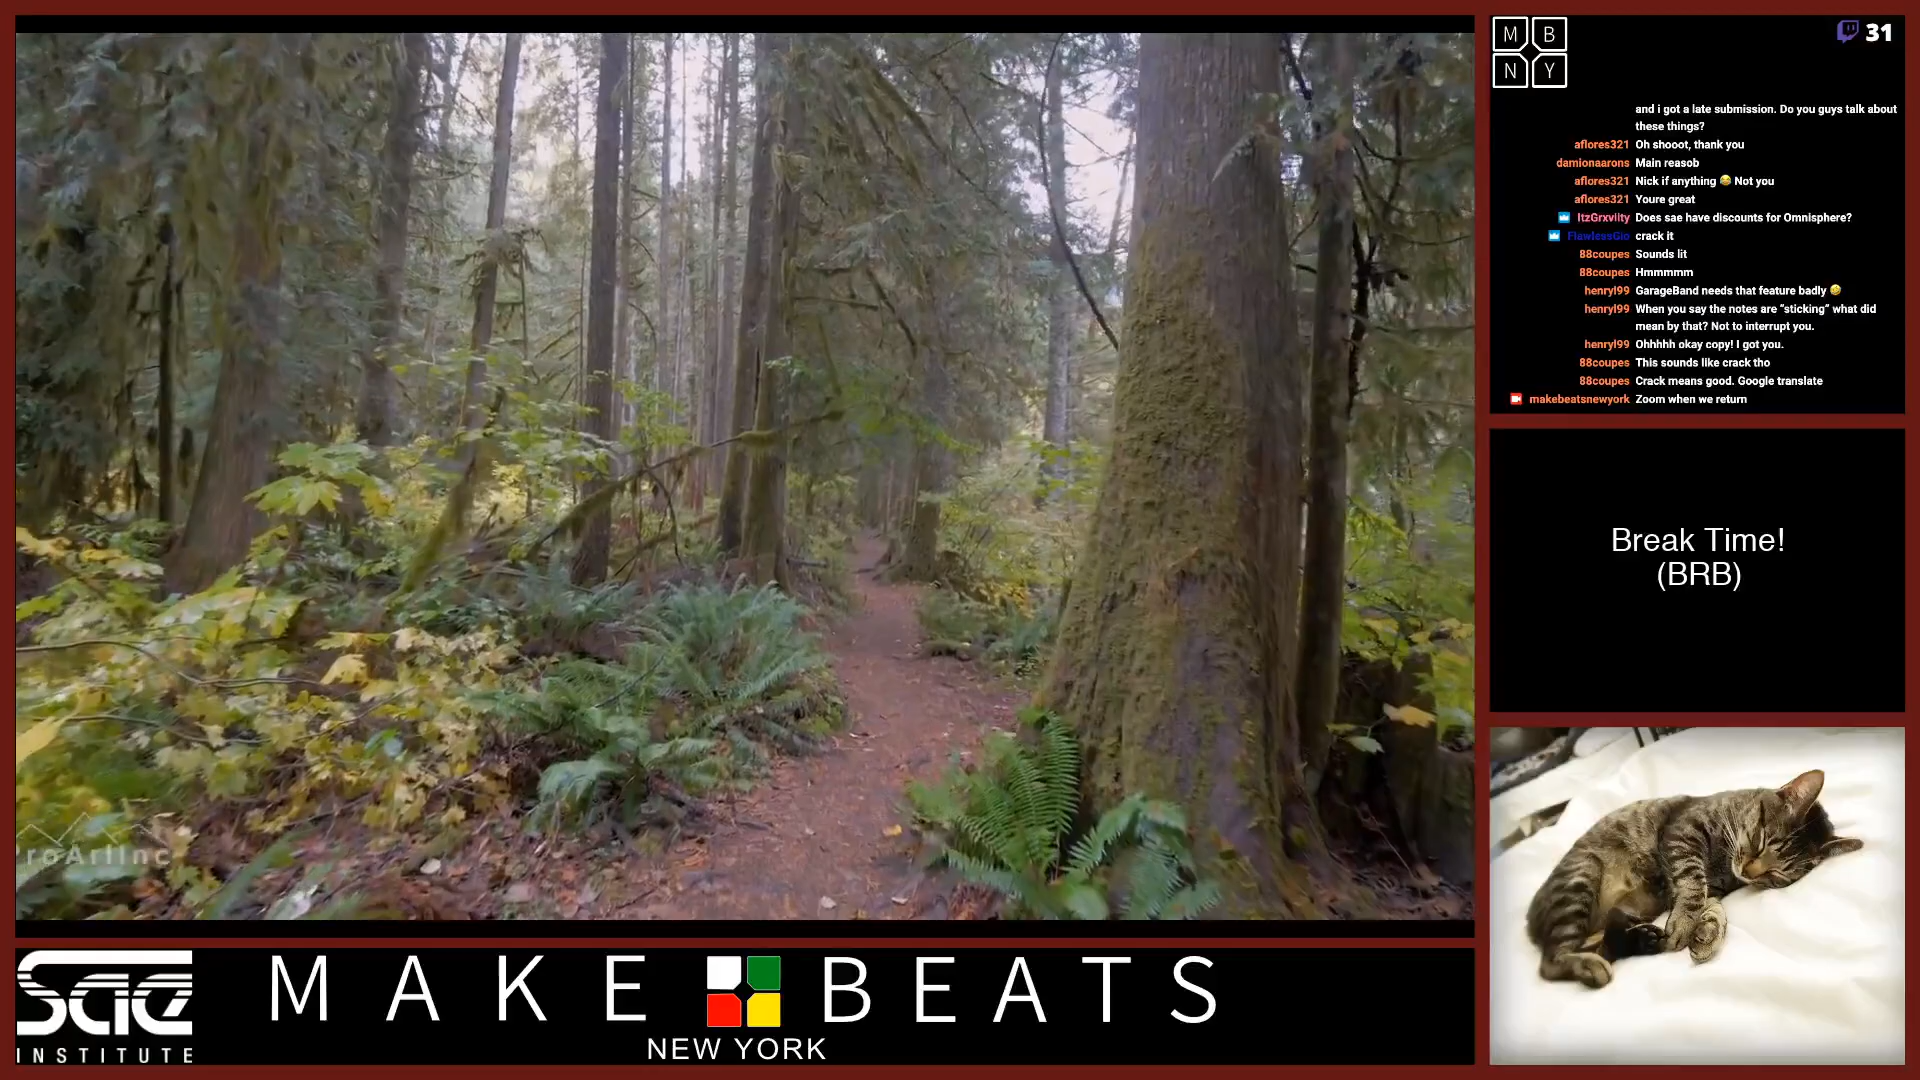 M B
N Y
31
and i got a late submission. Do you guys talk about
these things?
aflores321 Oh shooot, thank you
damionaarons Main reasob
aflores321 Nick if anything 😂 Not you
aflores321 Youre great
ItzGrxviity Does sae have discounts for Omnisphere?
FlawlessGio crack it
88coupes Sounds lit
88coupes Hmmmmm
henryl99 GarageBand needs that feature badly 🤣
henryl99 When you say the notes are “sticking” what did
mean by that? Not to interrupt you.
henryl99 Ohhhhh okay copy! I got you.
88coupes This sounds like crack tho
88coupes Crack means good. Google translate
makebeatsnewyork Zoom when we return
Break Time!
(BRB)
roArtInc
sae
INSTITUTE
MAKE BEATS
NEW YORK